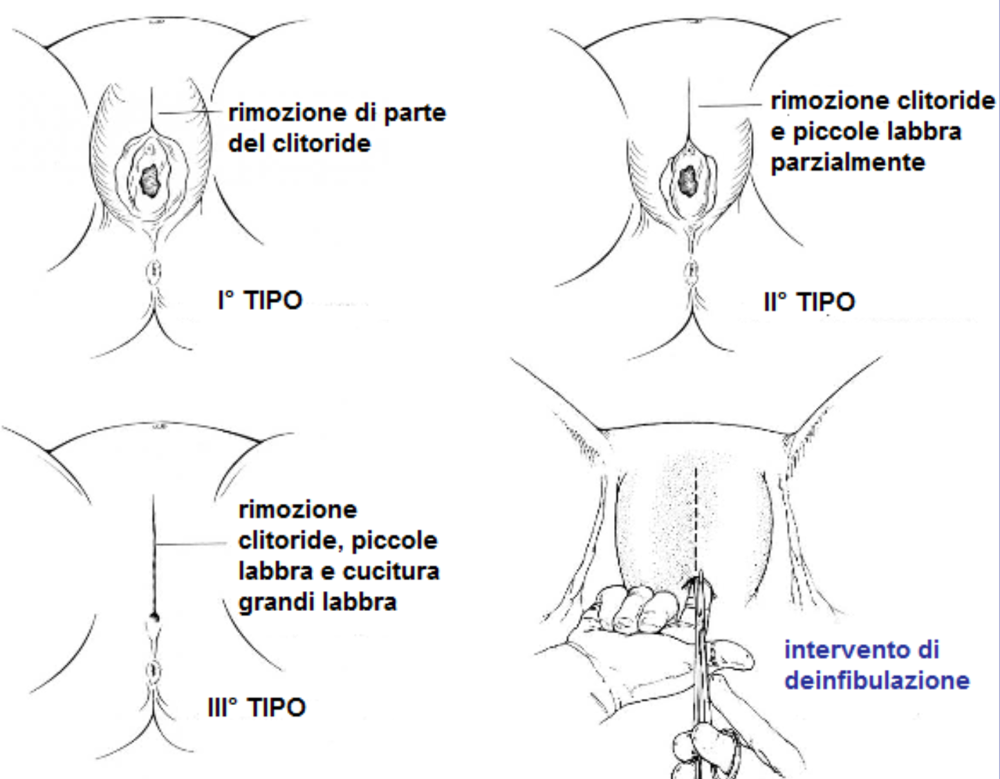 rimozione di parte
del clitoride
I° TIPO
rimozione clitoride
e piccole labbra
parzialmente
II° TIPO
rimozione
clitoride, piccole
labbra e cucitura
grandi labbra
III° TIPO
intervento di
deinfibulazione